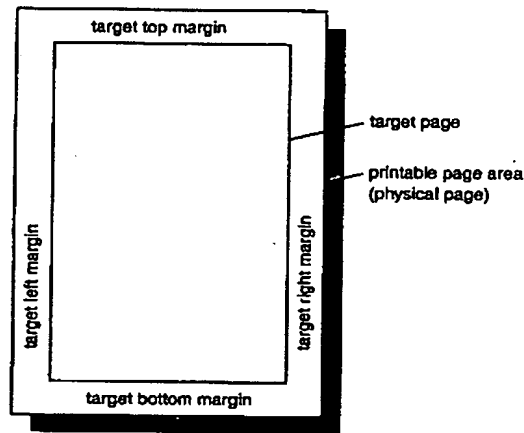 target top margin
target page
printable page area
(physical page)
target left margin
target right margin
target bottom margin